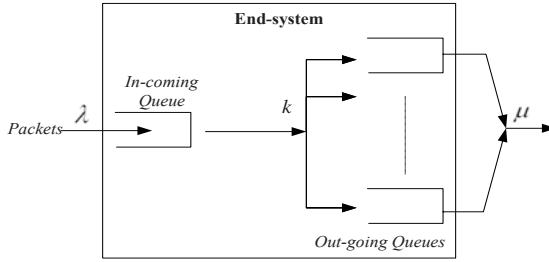 End-system
In-coming
Queue
Packets
λ
k
μ
Out-going Queues